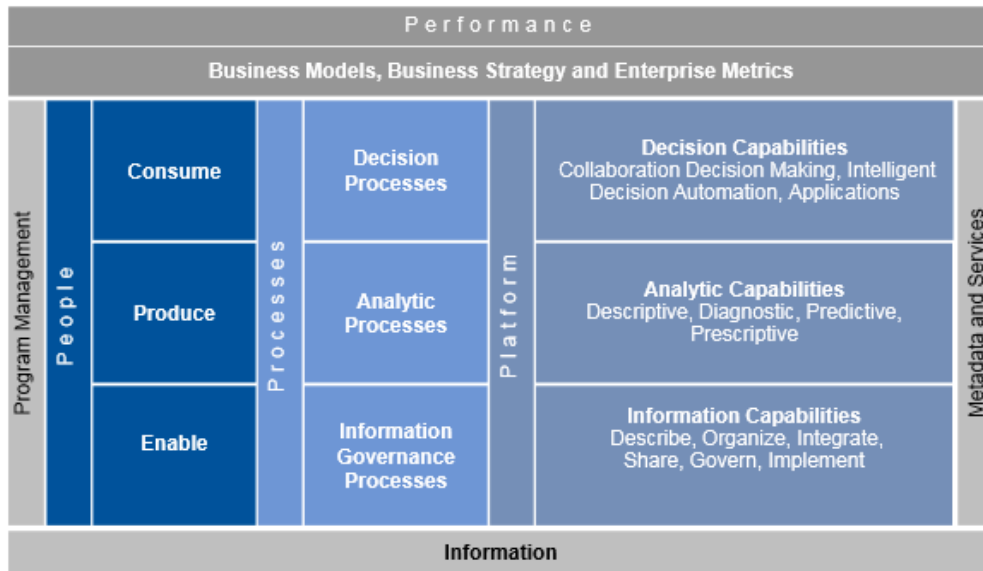 Performance
Business Models, Business Strategy and Enterprise Metrics
Program Management
People
Consume
Produce
Enable
Processes
Decision
Processes
Analytic
Processes
Information
Governance
Processes
Platform
Decision Capabilities
Collaboration Decision Making, Intelligent
Decision Automation, Applications
Analytic Capabilities
Descriptive, Diagnostic, Predictive,
Prescriptive
Information Capabilities
Describe, Organize, Integrate,
Share, Govern, Implement
Metadata and Services
Information